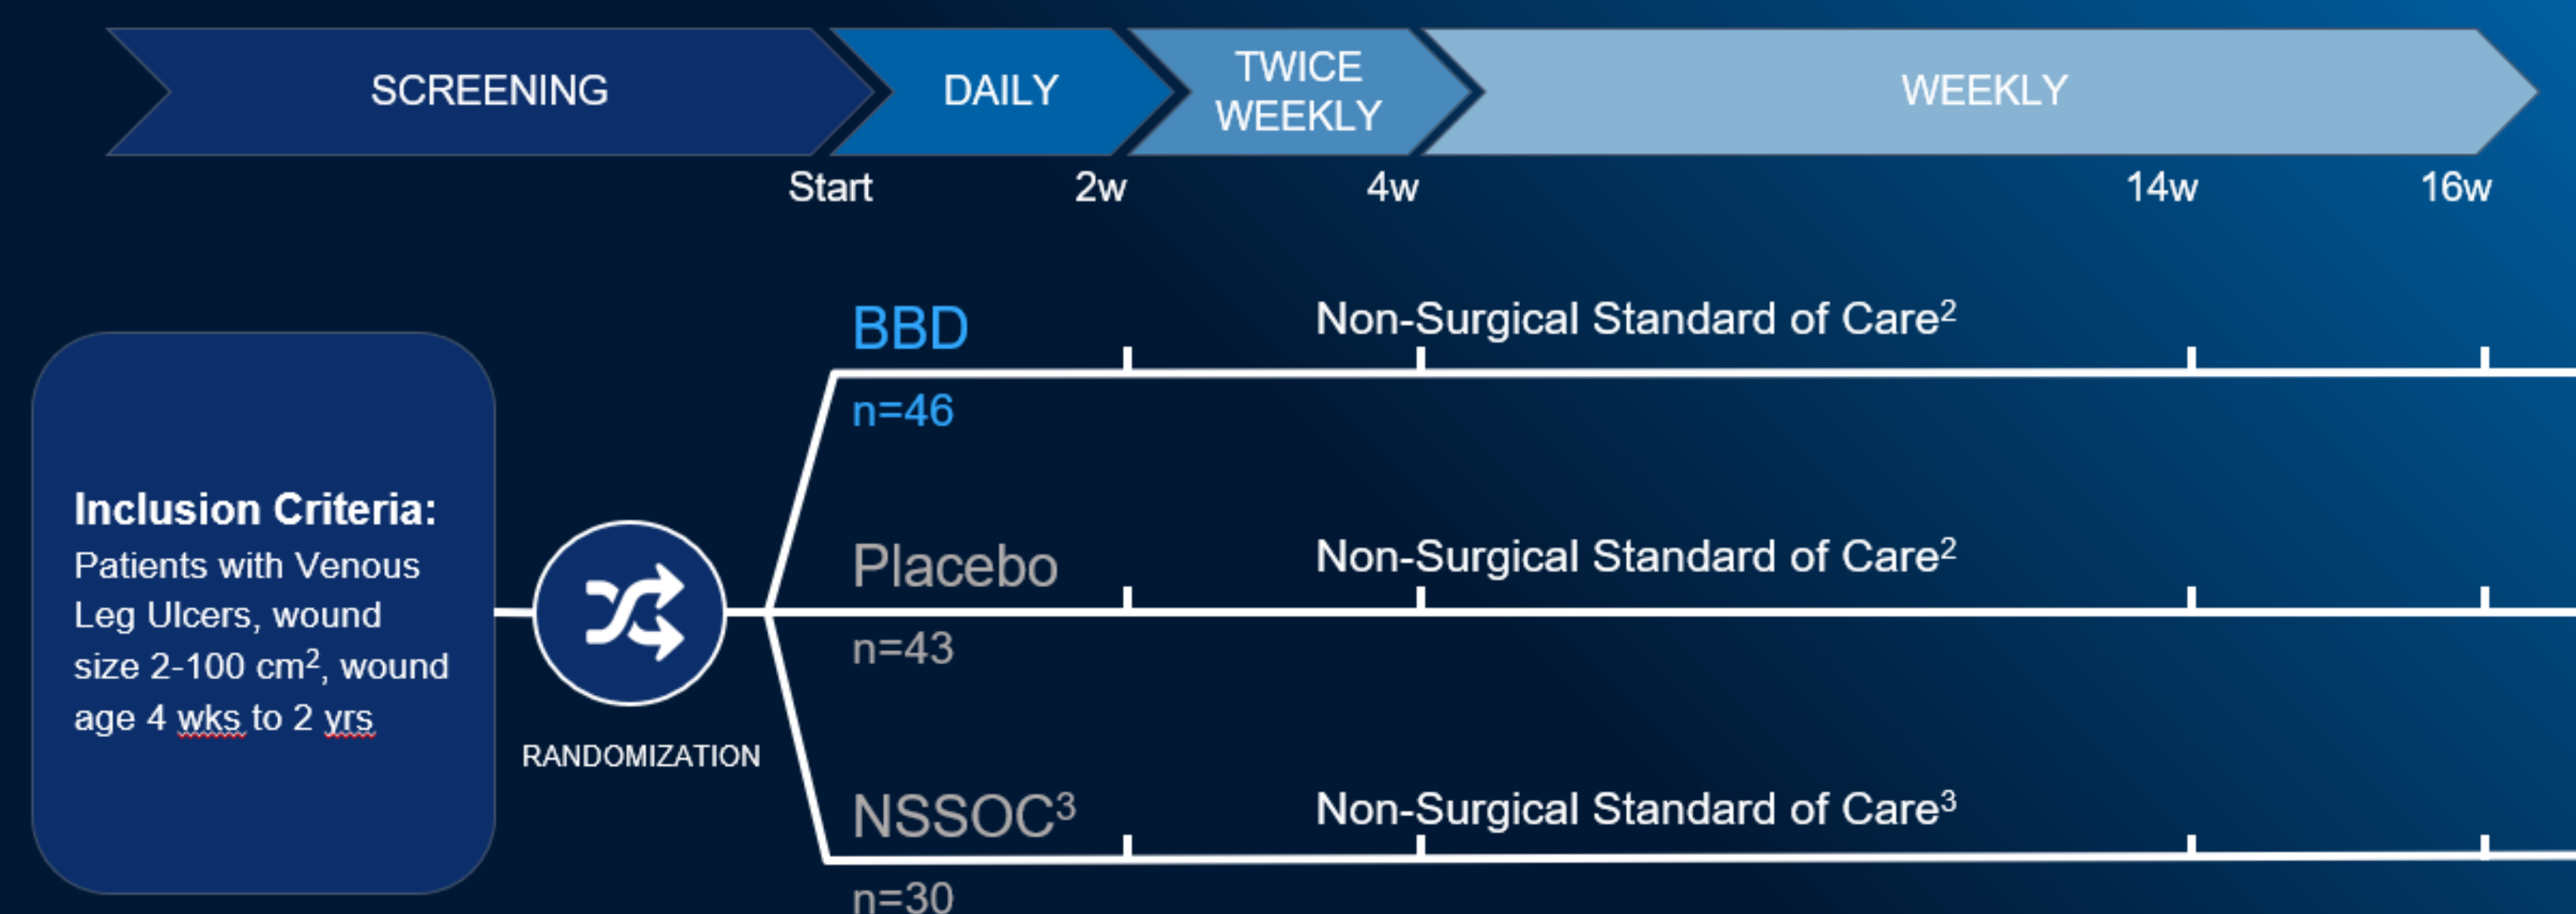 SCREENING
DAILY
TWICE
WEEKLY
WEEKLY
Start
2w
4w
14w
16w
BBD
Non-Surgical Standard of Care²
n=46
Inclusion Criteria:
Patients with Venous
Leg Ulcers, wound
size 2-100 cm², wound
age 4 wks to 2 yrs
RANDOMIZATION
Placebo
Non-Surgical Standard of Care²
n=43
NSSOC³
Non-Surgical Standard of Care³
n=30